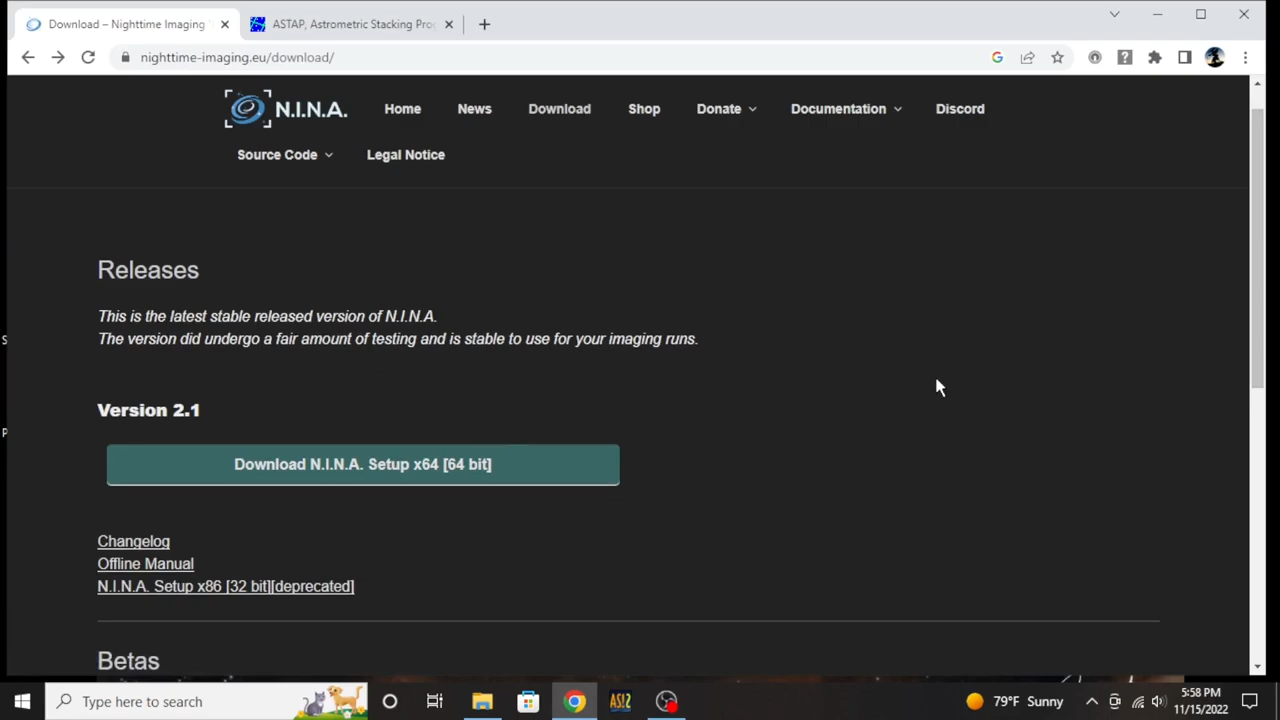 Download – Nighttime Imaging
ASTAP, Astrometric Stacking Pro
nighttime-imaging.eu/download/
N.I.N.A.
Home
News
Download
Shop
Donate
Documentation
Discord
Source Code
Legal Notice
Releases
This is the latest stable released version of N.I.N.A.
The version did undergo a fair amount of testing and is stable to use for your imaging runs.
Version 2.1
Download N.I.N.A. Setup x64 [64 bit]
Changelog
Offline Manual
N.I.N.A. Setup x86 [32 bit][deprecated]
Betas
Type here to search
AS!2
79°F Sunny
5:58 PM
11/15/2022